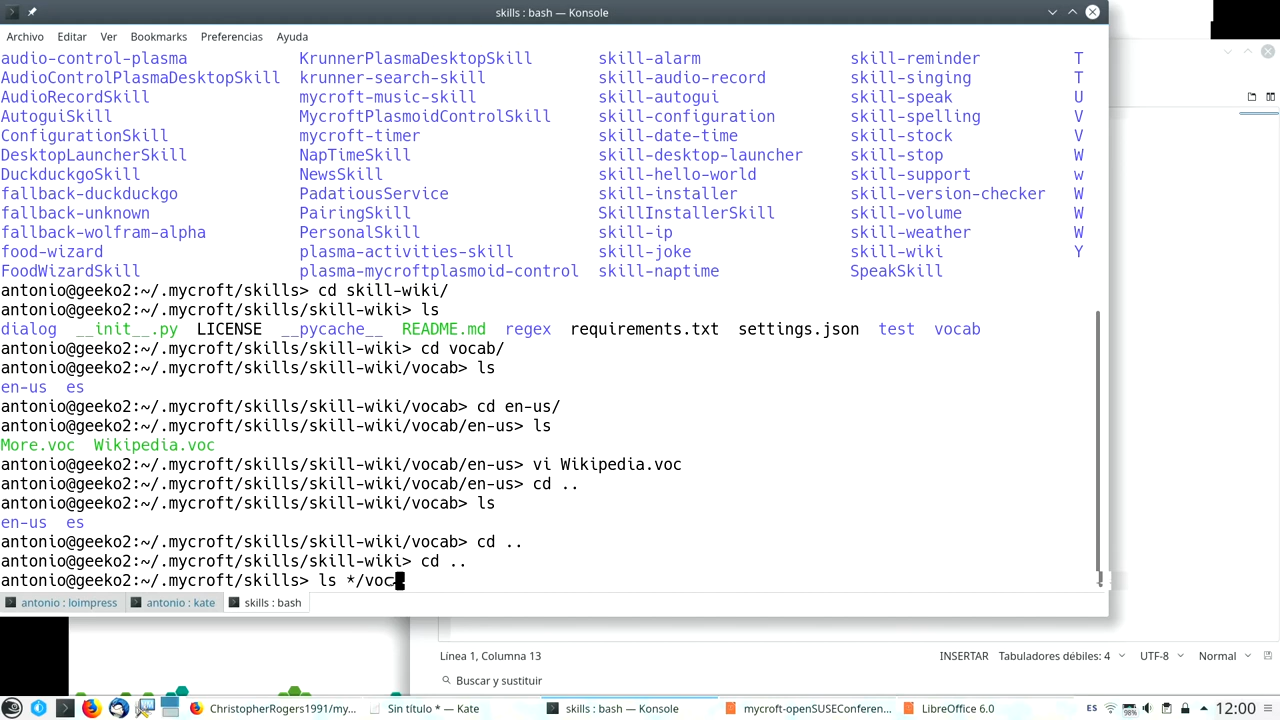 skills : bash — Konsole
Archivo Editar Ver Bookmarks Preferencias Ayuda
audio-control-plasma KrunnerPlasmaDesktopSkill skill-alarm skill-reminder T
AudioControlPlasmaDesktopSkill krunner-search-skill skill-audio-record skill-singing T
AudioRecordSkill mycroft-music-skill skill-autogui skill-speak U
AutoguiSkill MycroftPlasmoidControlSkill skill-configuration skill-spelling V
ConfigurationSkill mycroft-timer skill-date-time skill-stock V
DesktopLauncherSkill NapTimeSkill skill-desktop-launcher skill-stop W
DuckduckgoSkill NewsSkill skill-hello-world skill-support w
fallback-duckduckgo PadatiousService skill-installer skill-version-checker W
fallback-unknown PairingSkill SkillInstallerSkill skill-volume W
fallback-wolfram-alpha PersonalSkill skill-ip skill-weather W
food-wizard plasma-activities-skill skill-joke skill-wiki Y
FoodWizardSkill plasma-mycroftplasmoid-control skill-naptime SpeakSkill
antonio@geeko2:~/.mycroft/skills> cd skill-wiki/
antonio@geeko2:~/.mycroft/skills/skill-wiki> ls
dialog __init__.py LICENSE __pycache__ README.md regex requirements.txt settings.json test vocab
antonio@geeko2:~/.mycroft/skills/skill-wiki> cd vocab/
antonio@geeko2:~/.mycroft/skills/skill-wiki/vocab> ls
en-us es
antonio@geeko2:~/.mycroft/skills/skill-wiki/vocab> cd en-us/
antonio@geeko2:~/.mycroft/skills/skill-wiki/vocab/en-us> ls
More.voc Wikipedia.voc
antonio@geeko2:~/.mycroft/skills/skill-wiki/vocab/en-us> vi Wikipedia.voc
antonio@geeko2:~/.mycroft/skills/skill-wiki/vocab/en-us> cd ..
antonio@geeko2:~/.mycroft/skills/skill-wiki/vocab> ls
en-us es
antonio@geeko2:~/.mycroft/skills/skill-wiki/vocab> cd ..
antonio@geeko2:~/.mycroft/skills/skill-wiki> cd ..
antonio@geeko2:~/.mycroft/skills> ls */voc
antonio : loimpress antonio : kate skills : bash
Línea 1, Columna 13 INSERTAR Tabuladores débiles: 4 UTF-8 Normal
Buscar y sustituir
ChristopherRogers1991/my... Sin título * — Kate skills : bash — Konsole mycroft-openSUSEConferen... LibreOffice 6.0 ES 98% 12:00